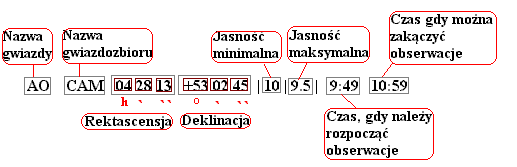 Nazwa
gwiazdy
Nazwa
gwiazdozbioru
Jasność
minimalna
Jasność
maksymalna
Czas gdy można
zakączyć
obserwacje
AO CAM 04 28 13 +53 02 45 | 10 | 9.5 | 9:49 10:59
h ` `` o ` ``
Rektascensja
Deklinacja
Czas, gdy należy
rozpocząć
obserwacje